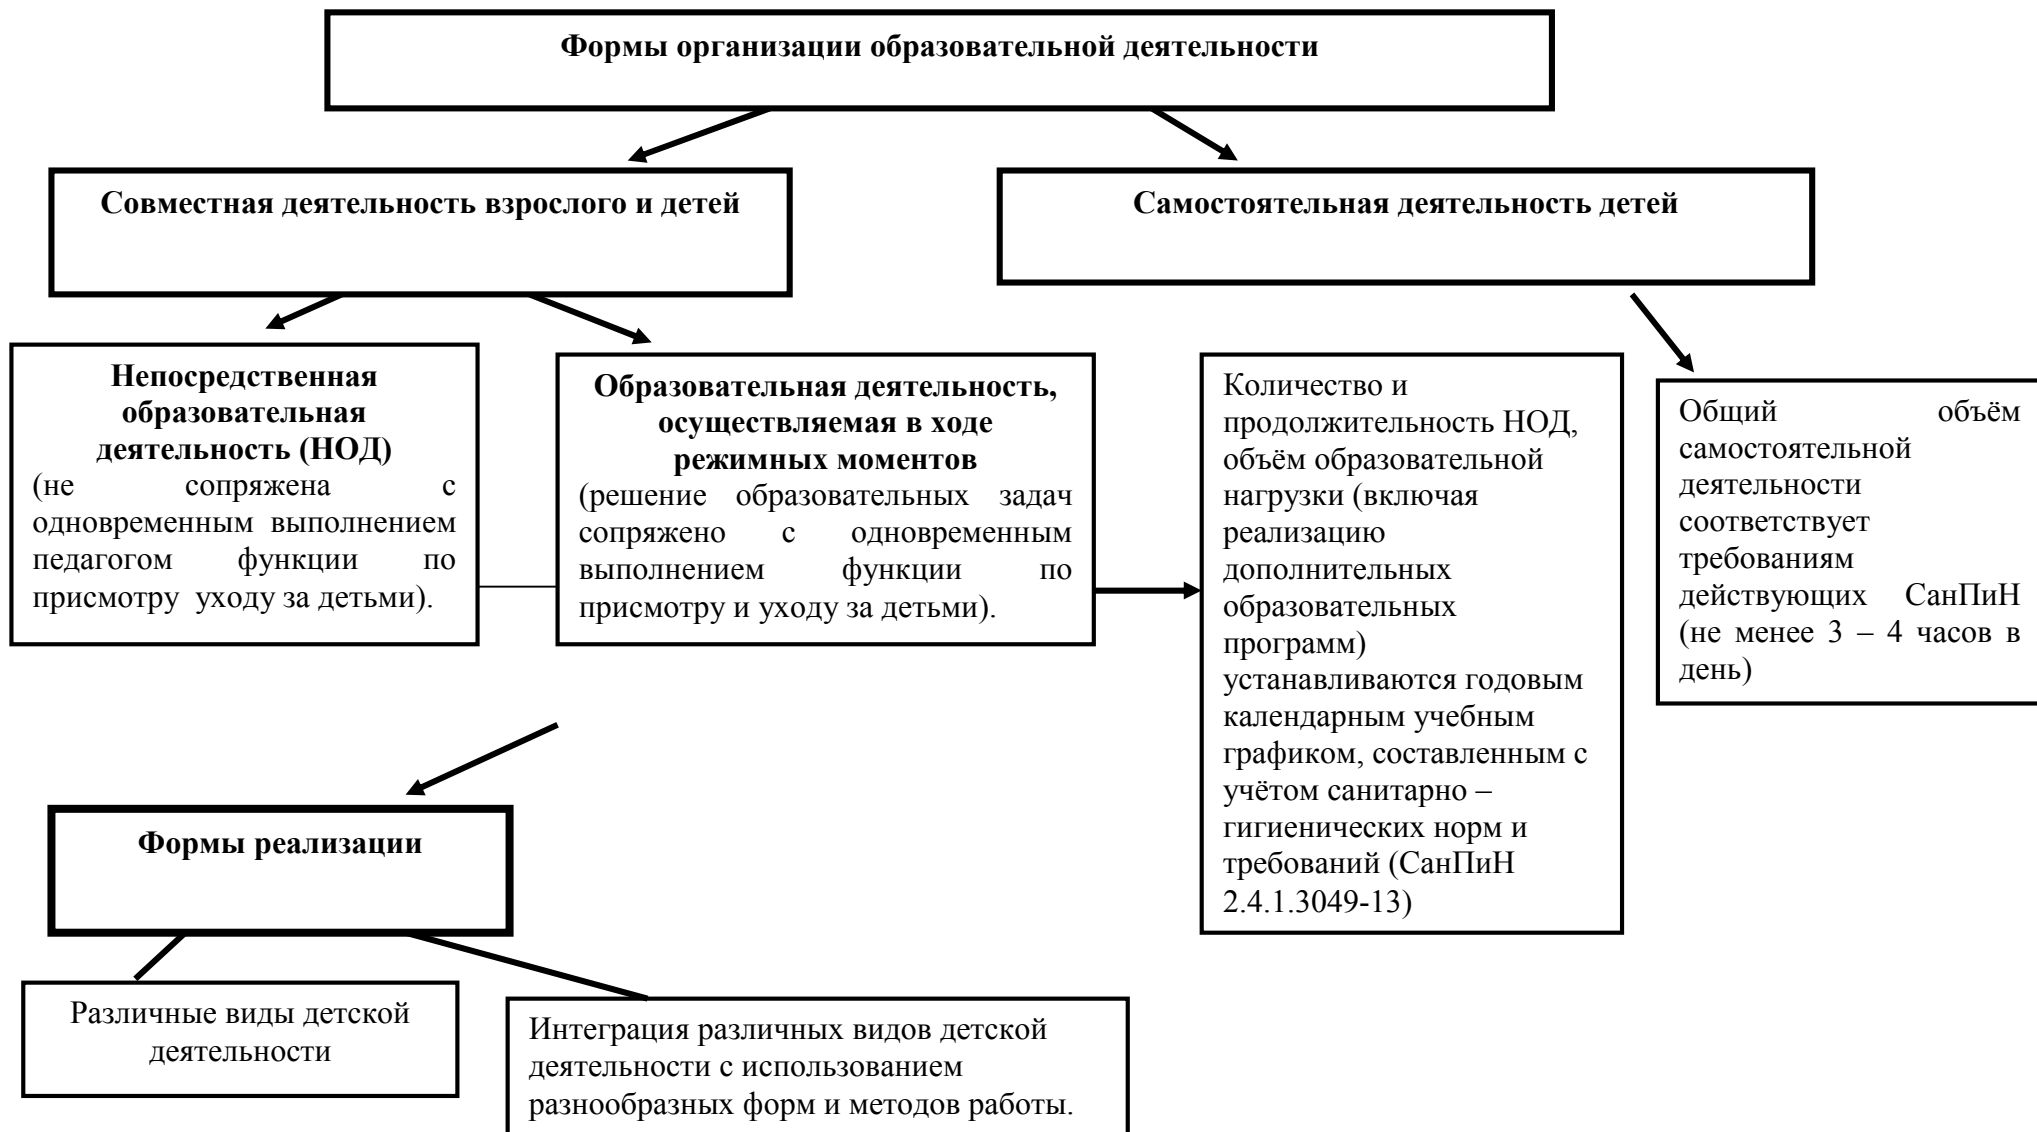 Формы организации образовательной деятельности
Совместная деятельность взрослого и детей
Самостоятельная деятельность детей
Непосредственная
образовательная
деятельность (НОД)
(не сопряжена с
одновременным выполнением
педагогом функции по
присмотру уходу за детьми).
Образовательная деятельность,
осуществляемая в ходе
режимных моментов
(решение образовательных задач
сопряжено с одновременным
выполнением функции по
присмотру и уходу за детьми).
Количество и
продолжительность НОД,
объём образовательной
нагрузки (включая
реализацию
дополнительных
образовательных
программ)
устанавливаются годовым
календарным учебным
графиком, составленным с
учётом санитарно –
гигиенических норм и
требований (СанПиН
2.4.1.3049-13)
Общий объём
самостоятельной
деятельности
соответствует
требованиям
действующих СанПиН
(не менее 3 – 4 часов в
день)
Формы реализации
Различные виды детской
деятельности
Интеграция различных видов детской
деятельности с использованием
разнообразных форм и методов работы.